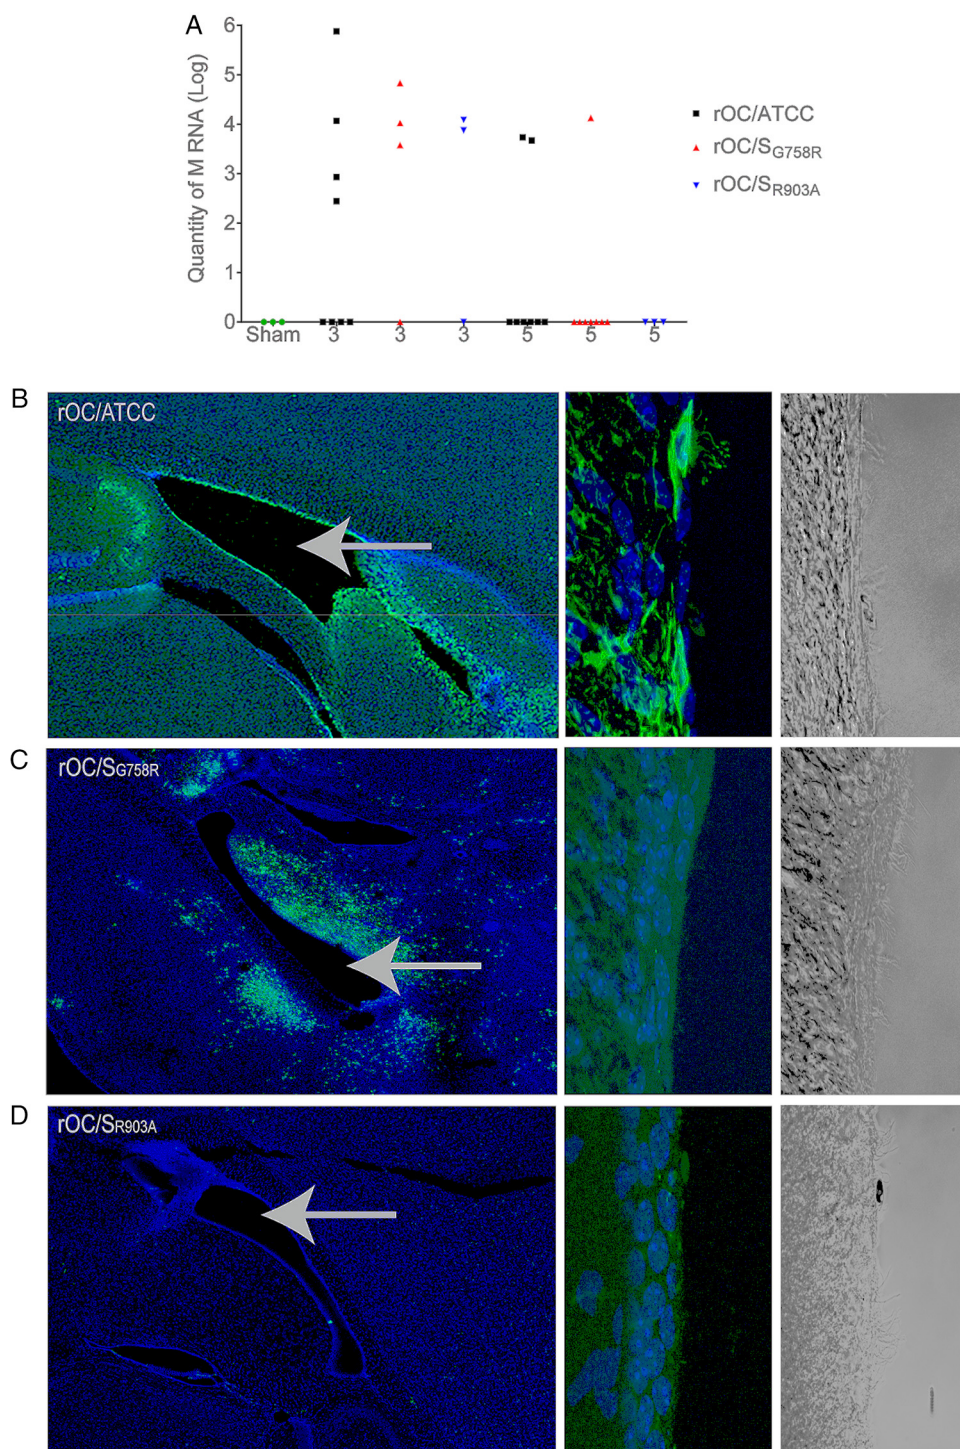 A
Quantity of M RNA (Log)
6
5
4
3
2
1
0
Sham 3 3 3 5 5 5
rOC/ATCC
rOC/SG758R
rOC/SR903A
B
rOC/ATCC
C
rOC/SG758R
D
rOC/SR903A